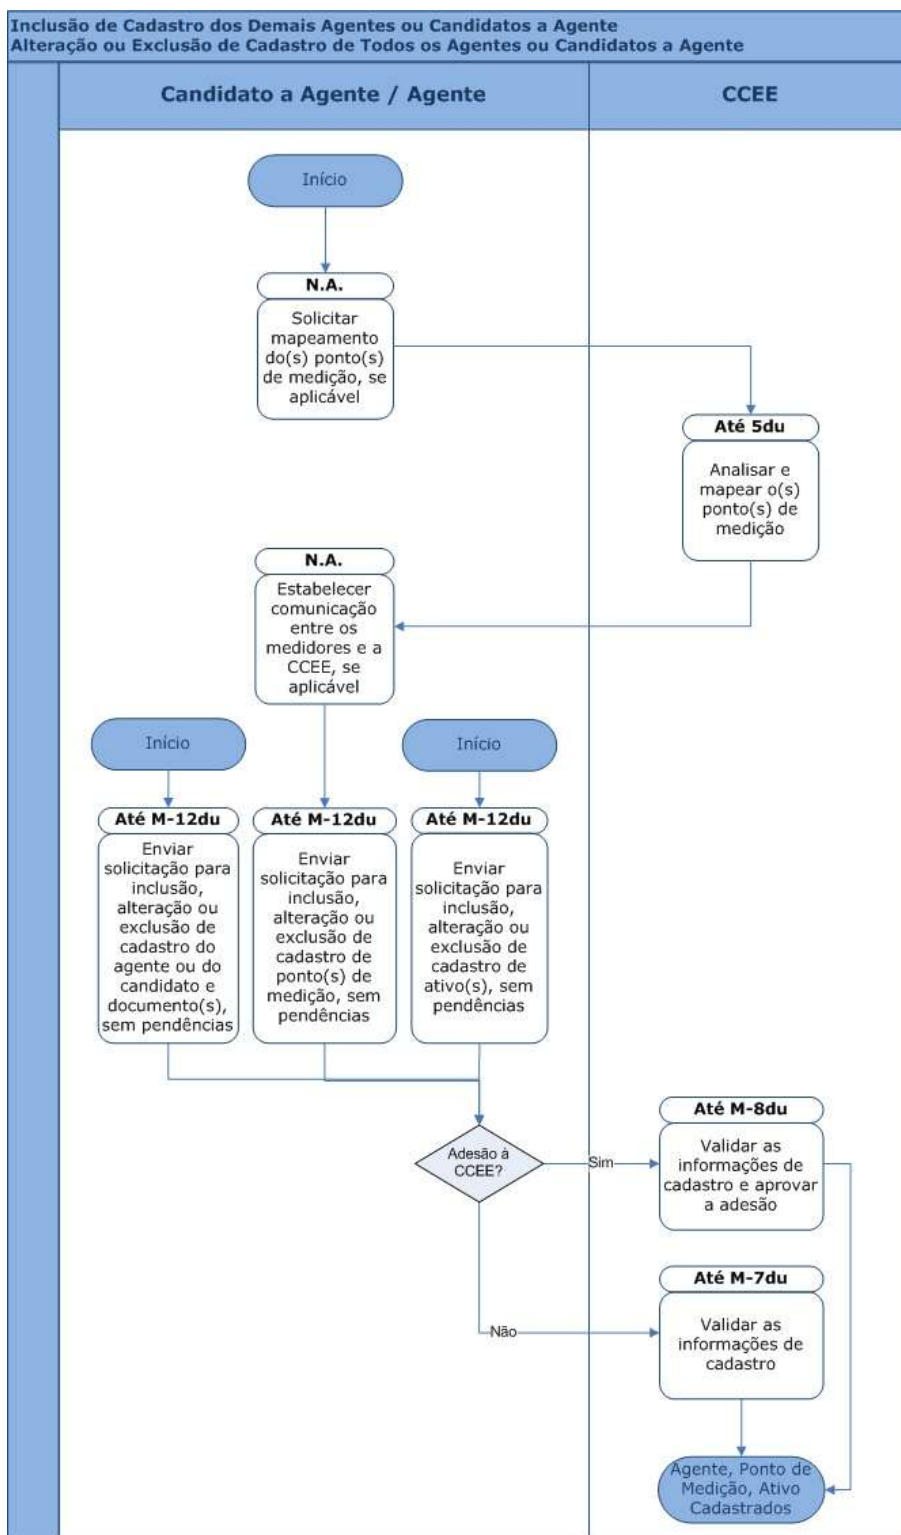 Inclusão de Cadastro dos Demais Agentes ou Candidatos a Agente
Alteração ou Exclusão de Cadastro de Todos os Agentes ou Candidatos a Agente
Candidato a Agente / Agente
CCEE
Início
N.A.
Solicitar
mapeamento
do(s) ponto(s)
de medição, se
aplicável
Até 5du
Analisar e
mapear o(s)
ponto(s) de
medição
N.A.
Estabelecer
comunicação
entre os
medidores e a
CCEE, se
aplicável
Início
Início
Até M-12du
Enviar
solicitação para
inclusão,
alteração ou
exclusão de
cadastro do
agente ou do
candidato e
documento(s),
sem pendências
Até M-12du
Enviar
solicitação para
inclusão,
alteração ou
exclusão de
cadastro de
ponto(s) de
medição, sem
pendências
Até M-12du
Enviar
solicitação para
inclusão,
alteração ou
exclusão de
cadastro de
ativo(s), sem
pendências
Adesão à
CCEE?
Sim
Até M-8du
Validar as
informações de
cadastro e aprovar
a adesão
Não
Até M-7du
Validar as
informações de
cadastro
Agente, Ponto de
Medição, Ativo
Cadastrados